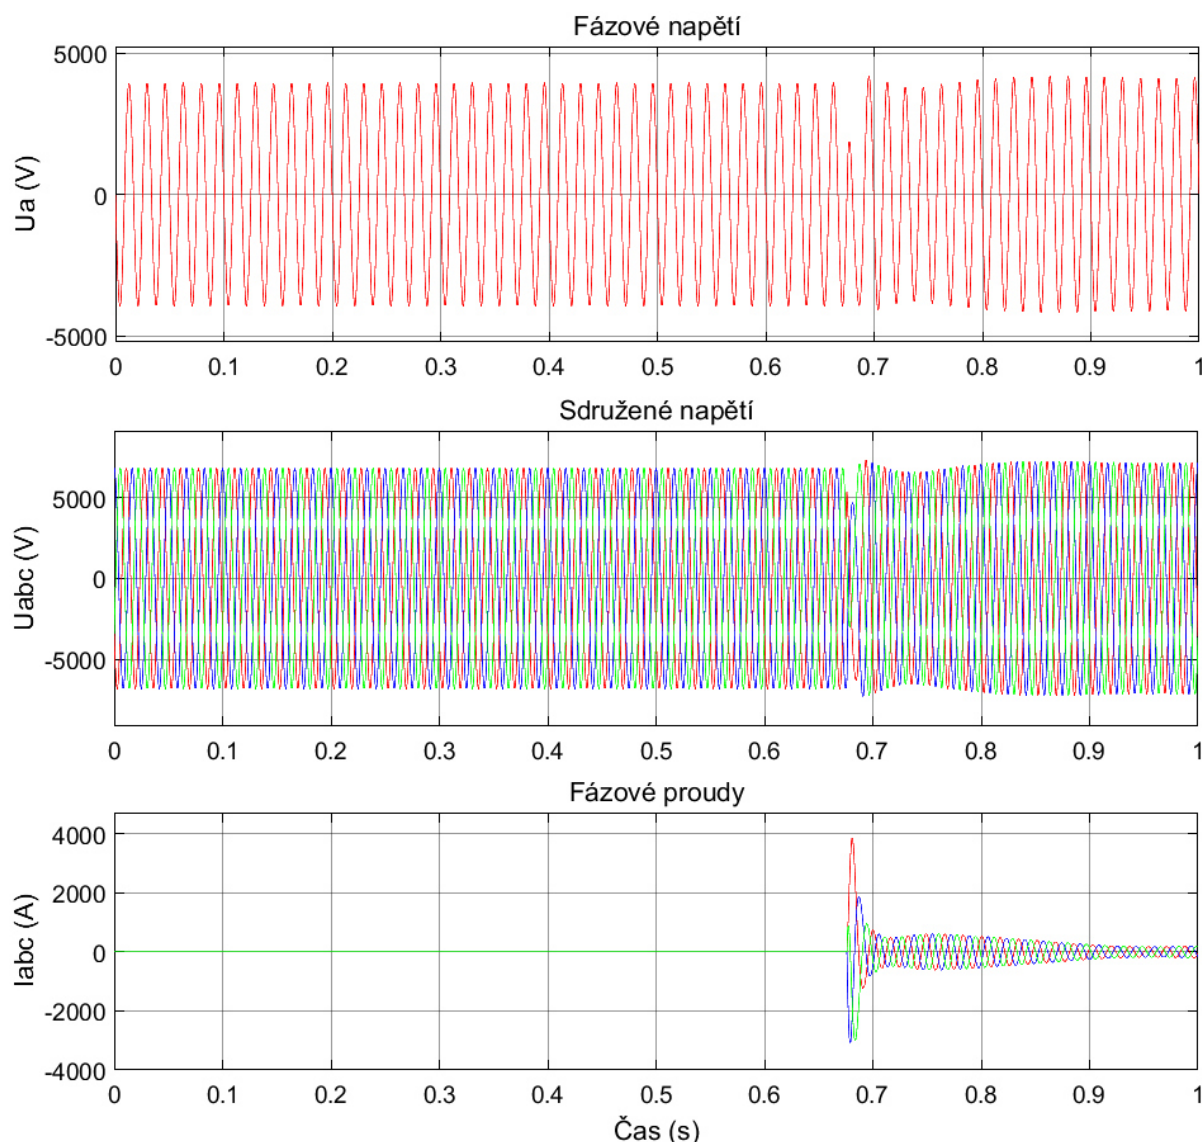 Fázové napětí
Ua (V)
5000
0
-5000
0 0.1 0.2 0.3 0.4 0.5 0.6 0.7 0.8 0.9 1
Sdružené napětí
Uabc (V)
5000
0
-5000
0 0.1 0.2 0.3 0.4 0.5 0.6 0.7 0.8 0.9 1
Fázové proudy
Iabc (A)
4000
2000
0
-2000
-4000
0 0.1 0.2 0.3 0.4 0.5 0.6 0.7 0.8 0.9 1
Čas (s)